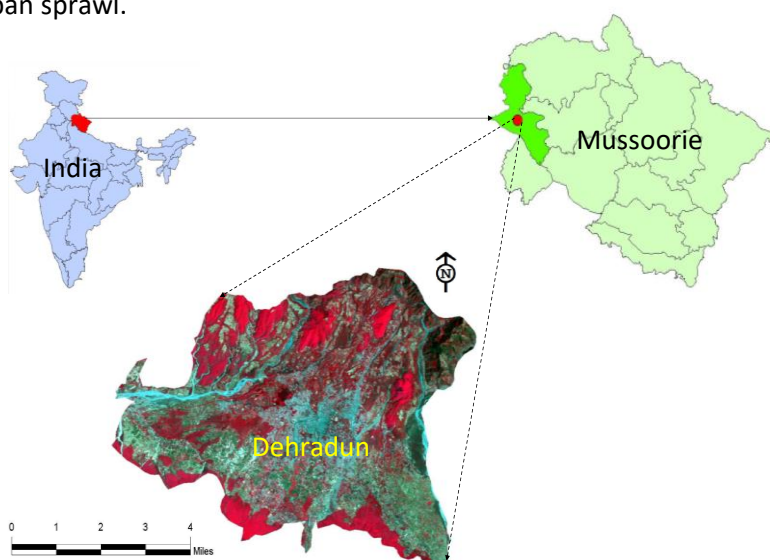 ban sprawl.
India
Mussoorie
N
Dehradun
0 1 2 3 4
Miles